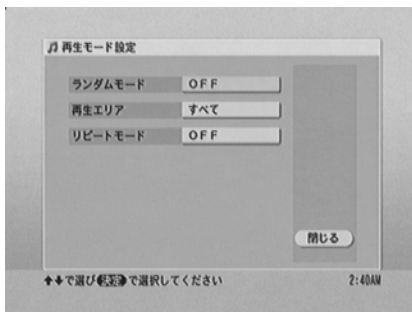 再生モード設定
ランダムモード OFF
再生エリア すべて
リピートモード OFF
閉じる
↑↓で選び決定で選択してください 2:40AM